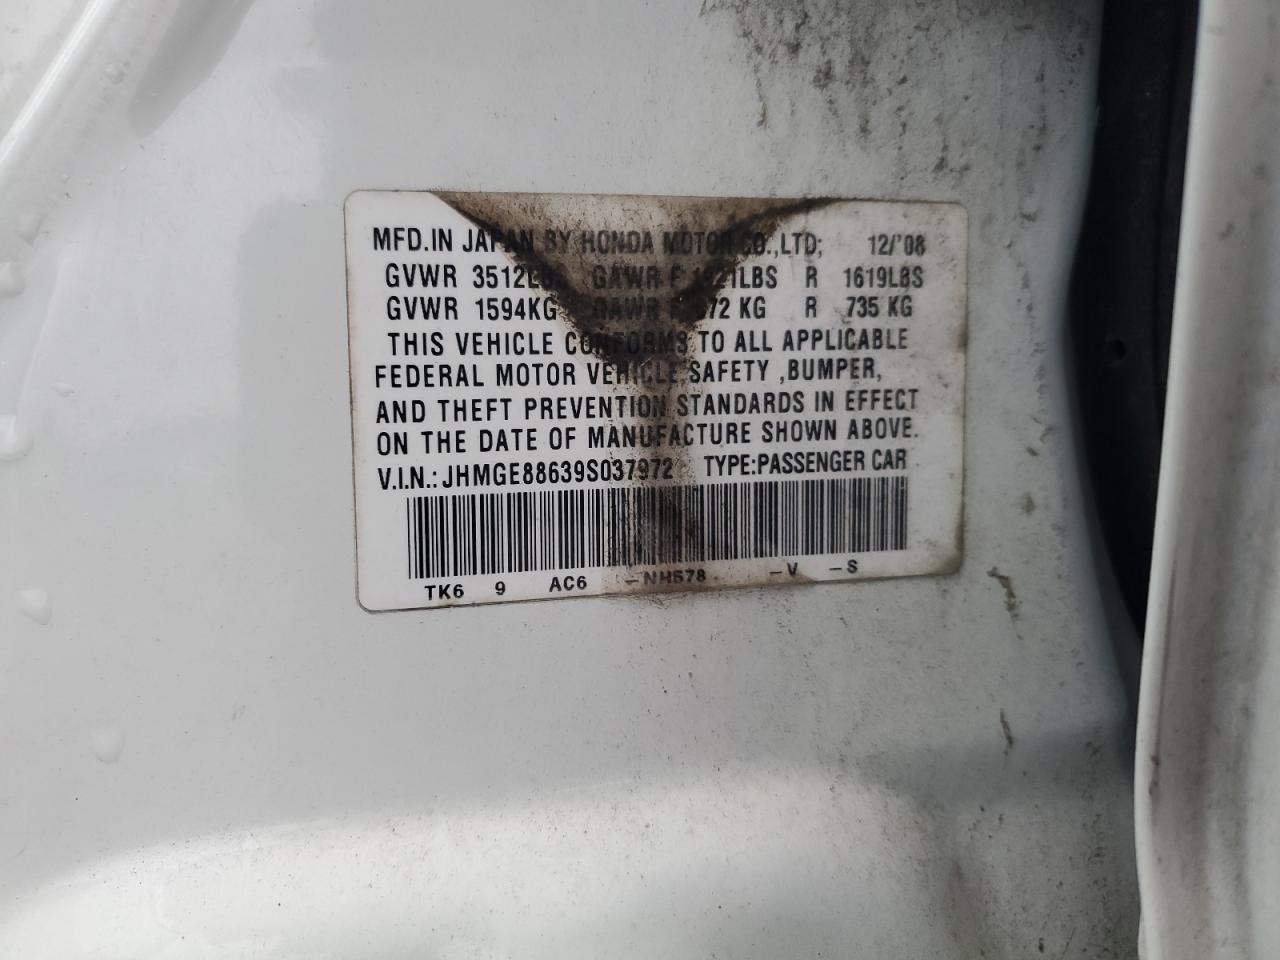 MFD.IN JAPAN BY HONDA MOTOR CO.,LTD; 12/'08
GVWR 3512LBS GAWR F 1921LBS R 1619LBS
GVWR 1594KG GAWR F 872 KG R 735 KG
THIS VEHICLE CONFORMS TO ALL APPLICABLE
FEDERAL MOTOR VEHICLE SAFETY ,BUMPER,
AND THEFT PREVENTION STANDARDS IN EFFECT
ON THE DATE OF MANUFACTURE SHOWN ABOVE.
V.I.N.: JHMGE88639S037972 TYPE:PASSENGER CAR
TK6 9 AC6 -NH578 -V -S